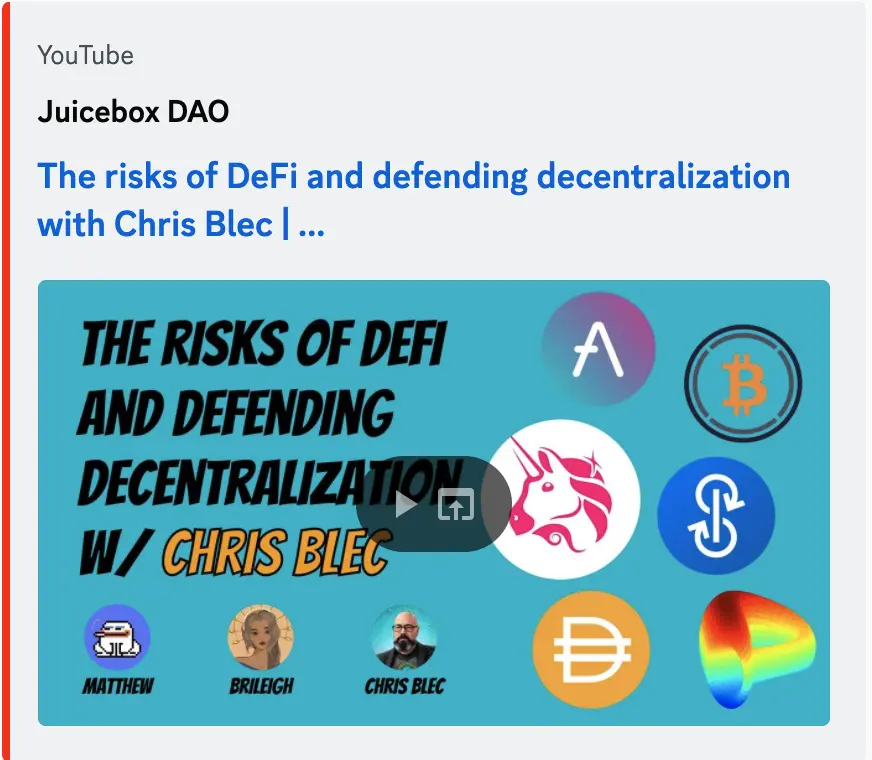 YouTube
Juicebox DAO
The risks of DeFi and defending decentralization
with Chris Blec | ...
THE RISKS OF DEFI
AND DEFENDING
DECENTRALIZATION
W/ CHRIS BLEC
MATTHEW
BRILEIGH
CHRIS BLEC